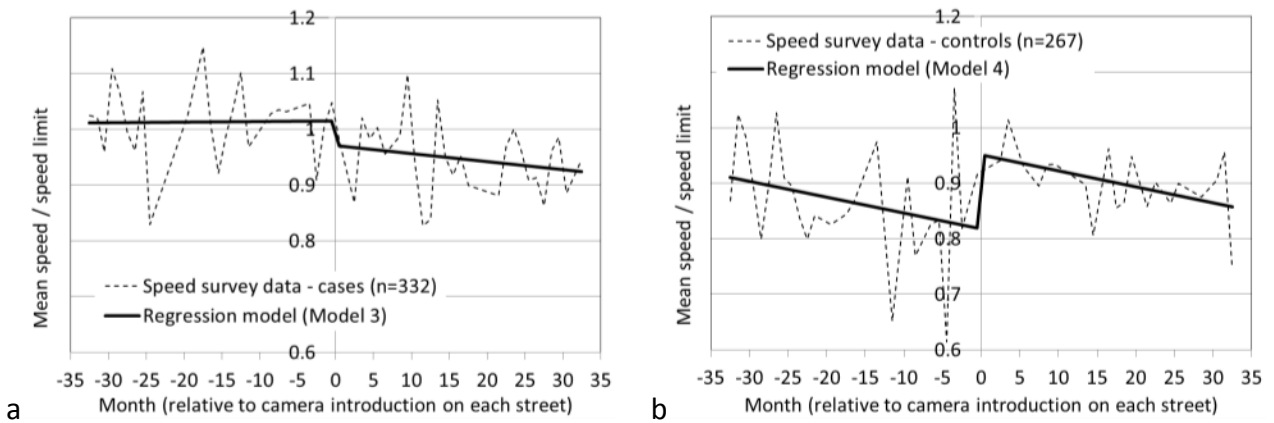 1.2
1.1
1
0.9
0.8
0.6
Mean speed / speed limit
Speed survey data - cases (n=332)
Regression model (Model 3)
-35 -30 -25 -20 -15 -10 -5 0 5 10 15 20 25 30 35
Month (relative to camera introduction on each street)
a
1.2
Speed survey data - controls (n=267)
Regression model (Model 4)
1
0.9
0.8
0.7
0.6
Mean speed / speed limit
-35 -30 -25 -20 -15 -10 -5 0 5 10 15 20 25 30 35
Month (relative to camera introduction on each street)
b